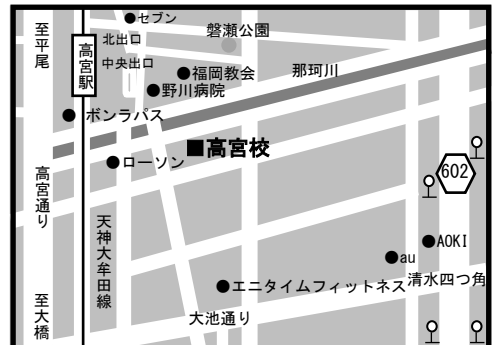 至平尾
高宮駅
セブン
北出口
中央出口
磐瀬公園
福岡教会
野川病院
那珂川
ボンラパス
■高宮校
ローソン
602
高宮通り
天神大牟田線
AOKI
au
清水四つ角
エニタイムフィットネス
至大橋
大池通り